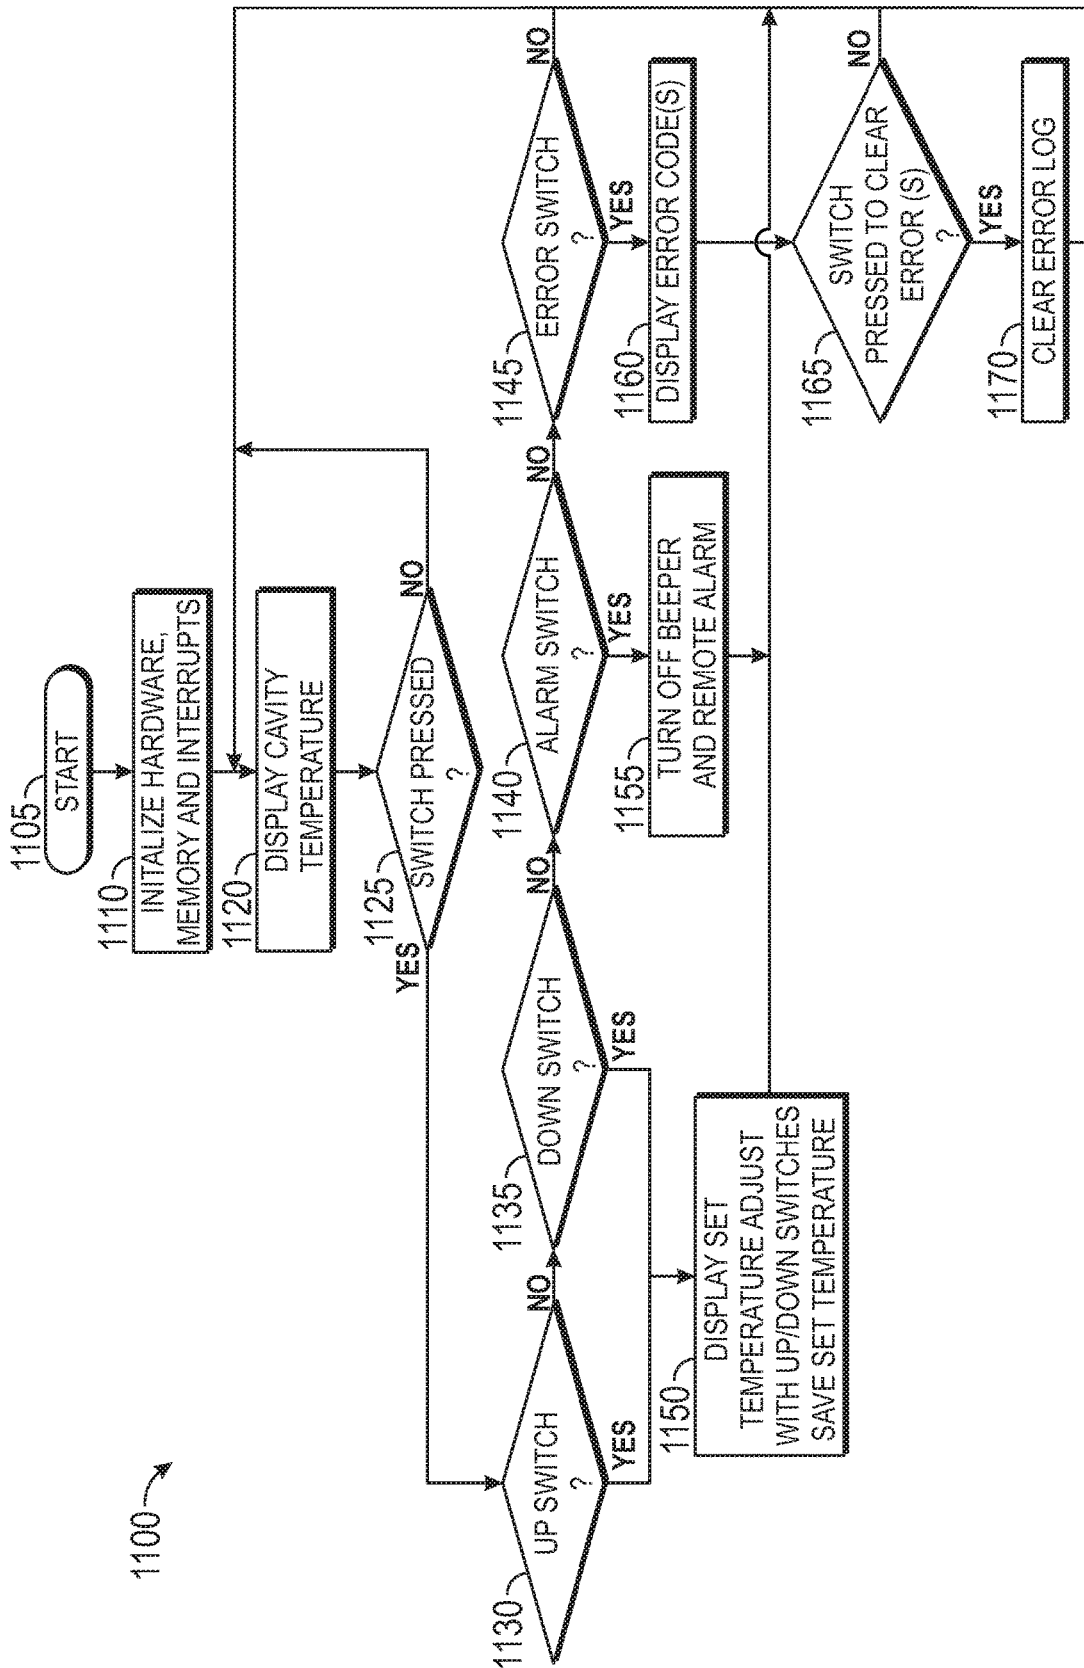 1100
1105
START
1110
INITALIZE HARDWARE,
MEMORY AND INTERRUPTS
1120
DISPLAY CAVITY
TEMPERATURE
1125
SWITCH PRESSED
?
YES
NO
1130
UP SWITCH
?
NO
YES
1135
DOWN SWITCH
?
NO
YES
1140
ALARM SWITCH
?
NO
YES
1145
ERROR SWITCH
?
NO
YES
1150
DISPLAY SET
TEMPERATURE ADJUST
WITH UP/DOWN SWITCHES
SAVE SET TEMPERATURE
1155
TURN OFF BEEPER
AND REMOTE ALARM
1160
DISPLAY ERROR CODE(S)
1165
SWITCH
PRESSED TO CLEAR
ERROR (S)
?
NO
YES
1170
CLEAR ERROR LOG